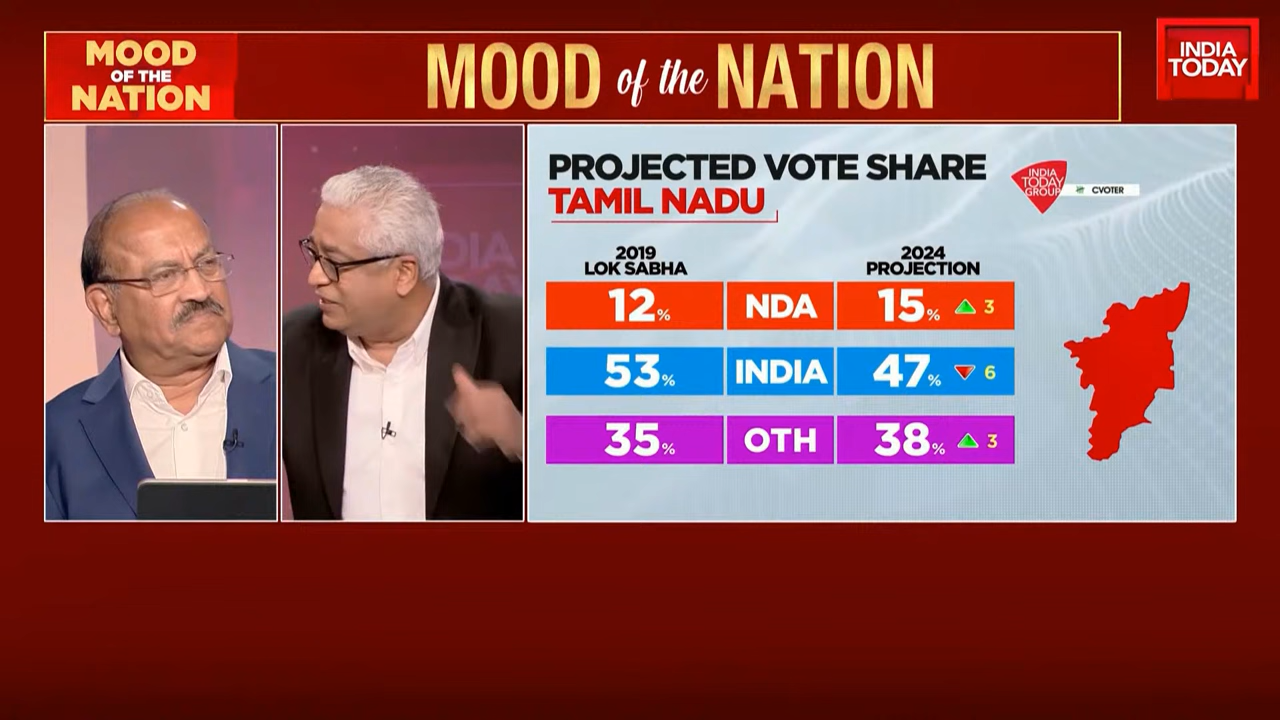 MOOD
OF THE
NATION
MOOD of the NATION
INDIA
TODAY
PROJECTED VOTE SHARE
TAMIL NADU
INDIA
TODAY
GROUP
CVOTER
2019
LOK SABHA
2024
PROJECTION
12% NDA 15% 3
53% INDIA 47% 6
35% OTH 38% 3